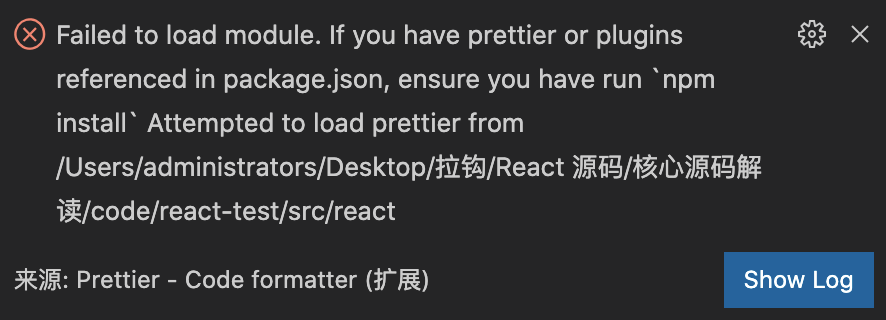 Failed to load module. If you have prettier or plugins
referenced in package.json, ensure you have run `npm
install` Attempted to load prettier from
/Users/administrators/Desktop/拉钩/React 源码/核心源码解
读/code/react-test/src/react
来源: Prettier - Code formatter (扩展)
Show Log